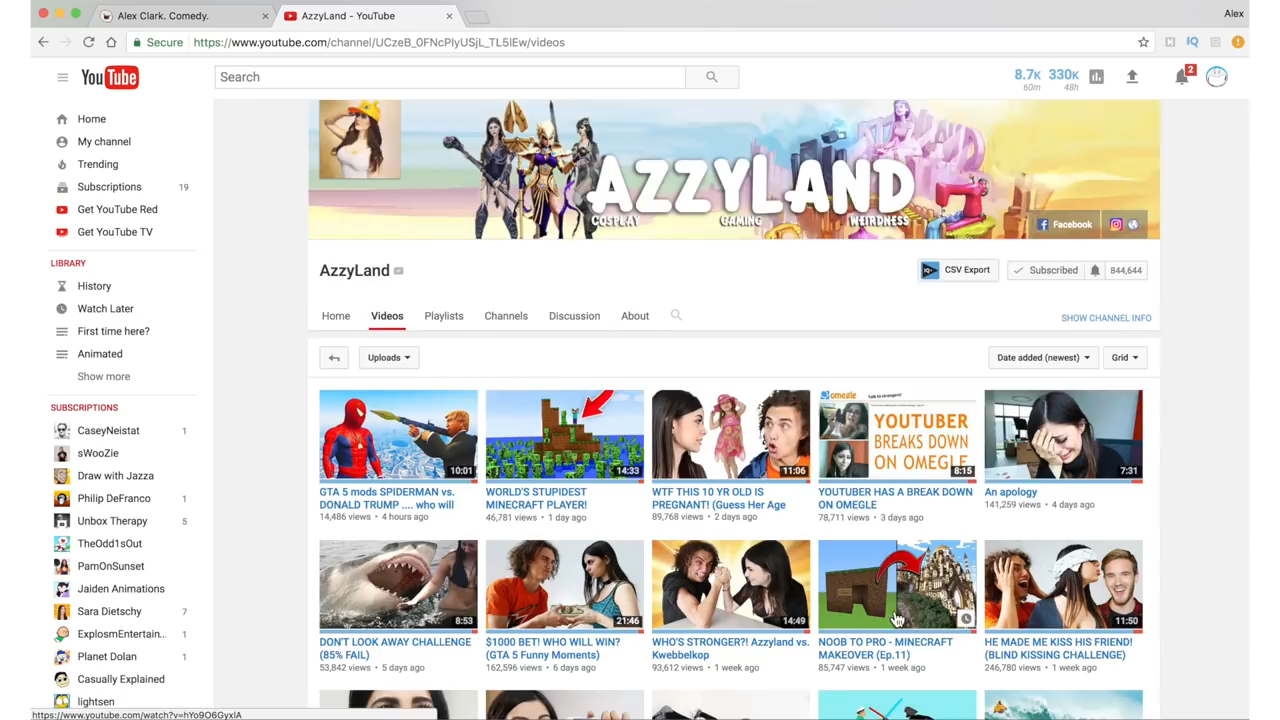 Alex Clark. Comedy.
AzzyLand - YouTube
Alex
Secure
https://www.youtube.com/channel/UCzeB_0FNcPIyUSjL_TL5lEw/videos
IQ
YouTube
Search
8.7K 330K
60m 48h
2
Home
My channel
Trending
Subscriptions 19
Get YouTube Red
Get YouTube TV
LIBRARY
History
Watch Later
First time here?
Animated
Show more
SUBSCRIPTIONS
CaseyNeistat 1
sWooZie
Draw with Jazza
Philip DeFranco 1
Unbox Therapy 5
TheOdd1sOut
PamOnSunset
Jaiden Animations
Sara Dietschy 7
ExplosmEntertain... 1
Planet Dolan 1
Casually Explained
lightsen
https://www.youtube.com/watch?v=hYo9O6GyxlA
AZZYLAND
COSPLAY GAMING WEIRDNESS
Facebook
AzzyLand
CSV Export
Subscribed 844,644
Home Videos Playlists Channels Discussion About
SHOW CHANNEL INFO
Uploads
Date added (newest)
Grid
10:01
GTA 5 mods SPIDERMAN vs.
DONALD TRUMP .... who will
14,486 views • 4 hours ago
14:33
WORLD'S STUPIDEST
MINECRAFT PLAYER!
46,781 views • 1 day ago
11:06
WTF THIS 10 YR OLD IS
PREGNANT! (Guess Her Age
89,768 views • 2 days ago
omegle
Talk to strangers!
YOUTUBER
BREAKS DOWN
ON OMEGLE
8:15
YOUTUBER HAS A BREAK DOWN
ON OMEGLE
78,711 views • 3 days ago
7:31
An apology
141,259 views • 4 days ago
8:53
DON'T LOOK AWAY CHALLENGE
(85% FAIL)
53,842 views • 5 days ago
21:46
$1000 BET! WHO WILL WIN?
(GTA 5 Funny Moments)
162,596 views • 6 days ago
14:49
WHO'S STRONGER?! Azzyland vs.
Kwebbelkop
93,612 views • 1 week ago
NOOB TO PRO - MINECRAFT
MAKEOVER (Ep.11)
85,747 views • 1 week ago
11:50
HE MADE ME KISS HIS FRIEND!
(BLIND KISSING CHALLENGE)
246,780 views • 1 week ago